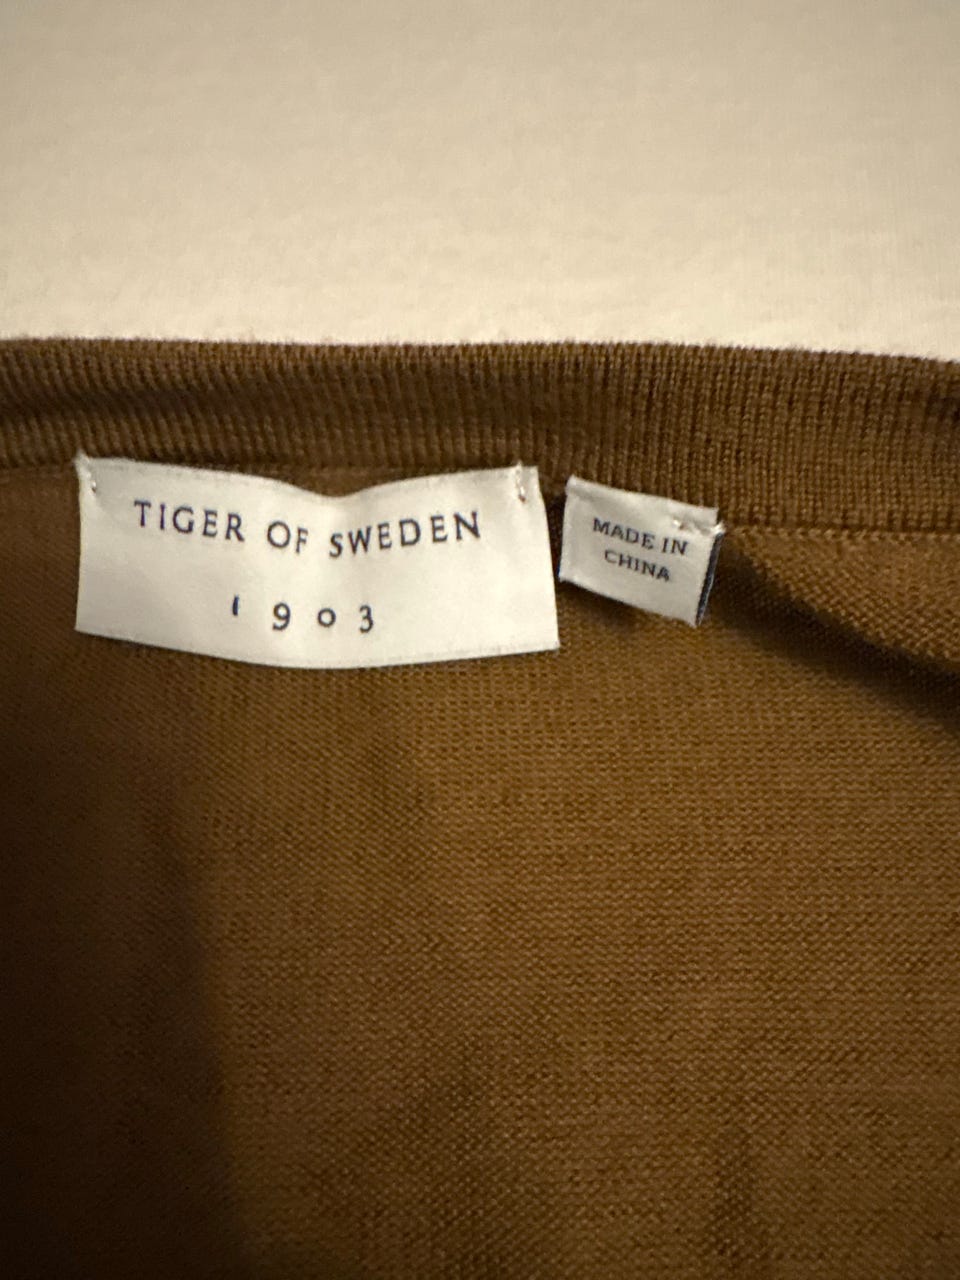 TIGER OF SWEDEN
1903
MADE IN
CHINA